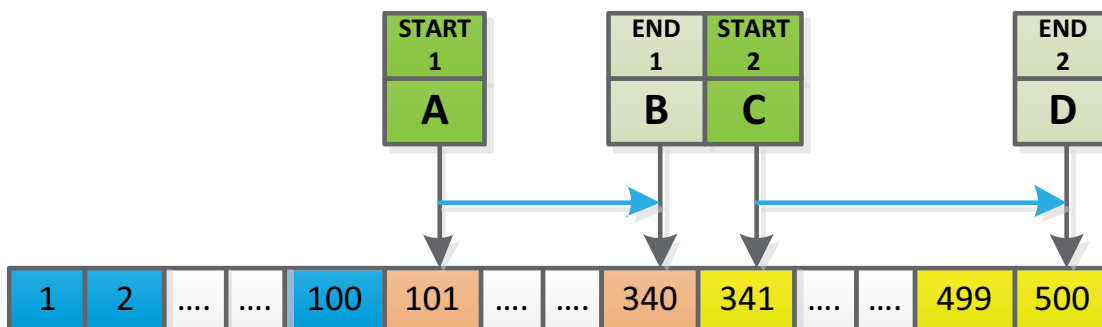 START END START END
1 1 2 2
A B C D
1 2 .... .... 100 101 .... .... 340 341 .... .... 499 500